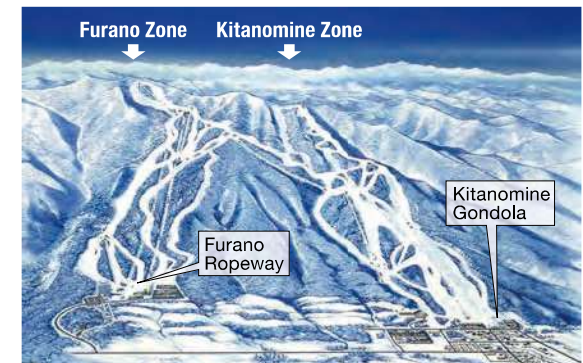 Furano Zone
Kitanomine Zone
Kitanomine
Gondola
Furano
Ropeway